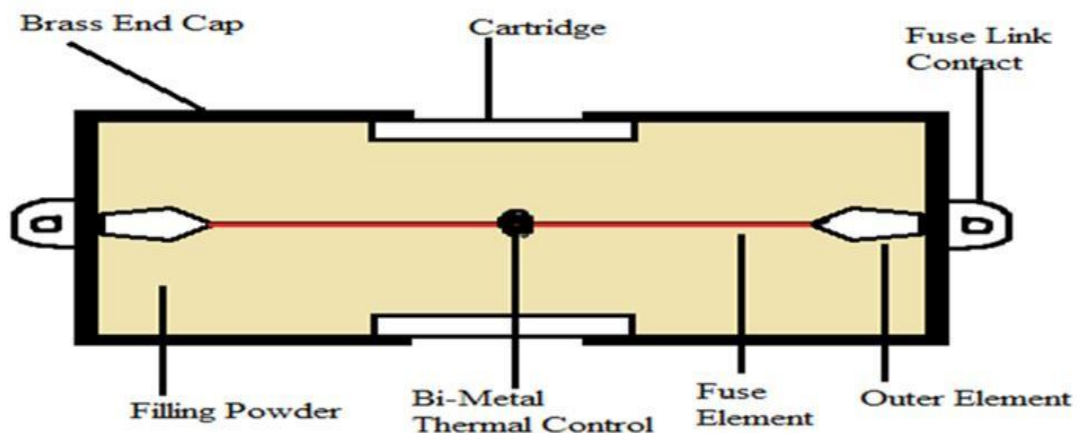 Brass End Cap
Cartridge
Fuse Link
Contact
Filling Powder
Bi-Metal
Thermal Control
Fuse
Element
Outer Element